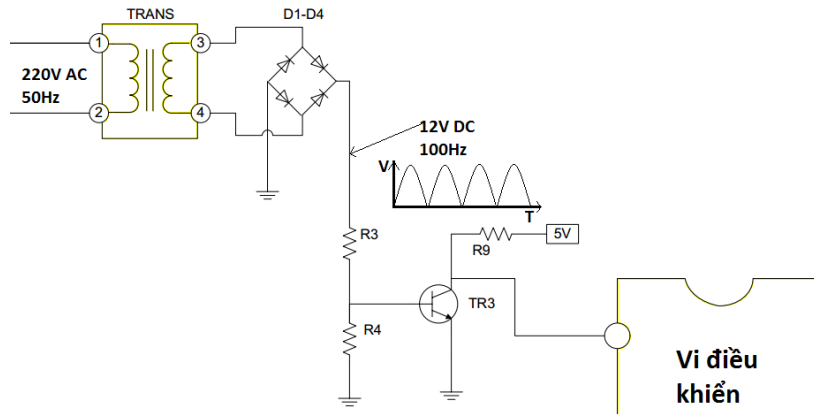 TRANS
D1-D4
1
3
220V AC
50Hz
2
4
12V DC
100Hz
V
T
R3
R9
5V
R4
TR3
Vi điều
khiển